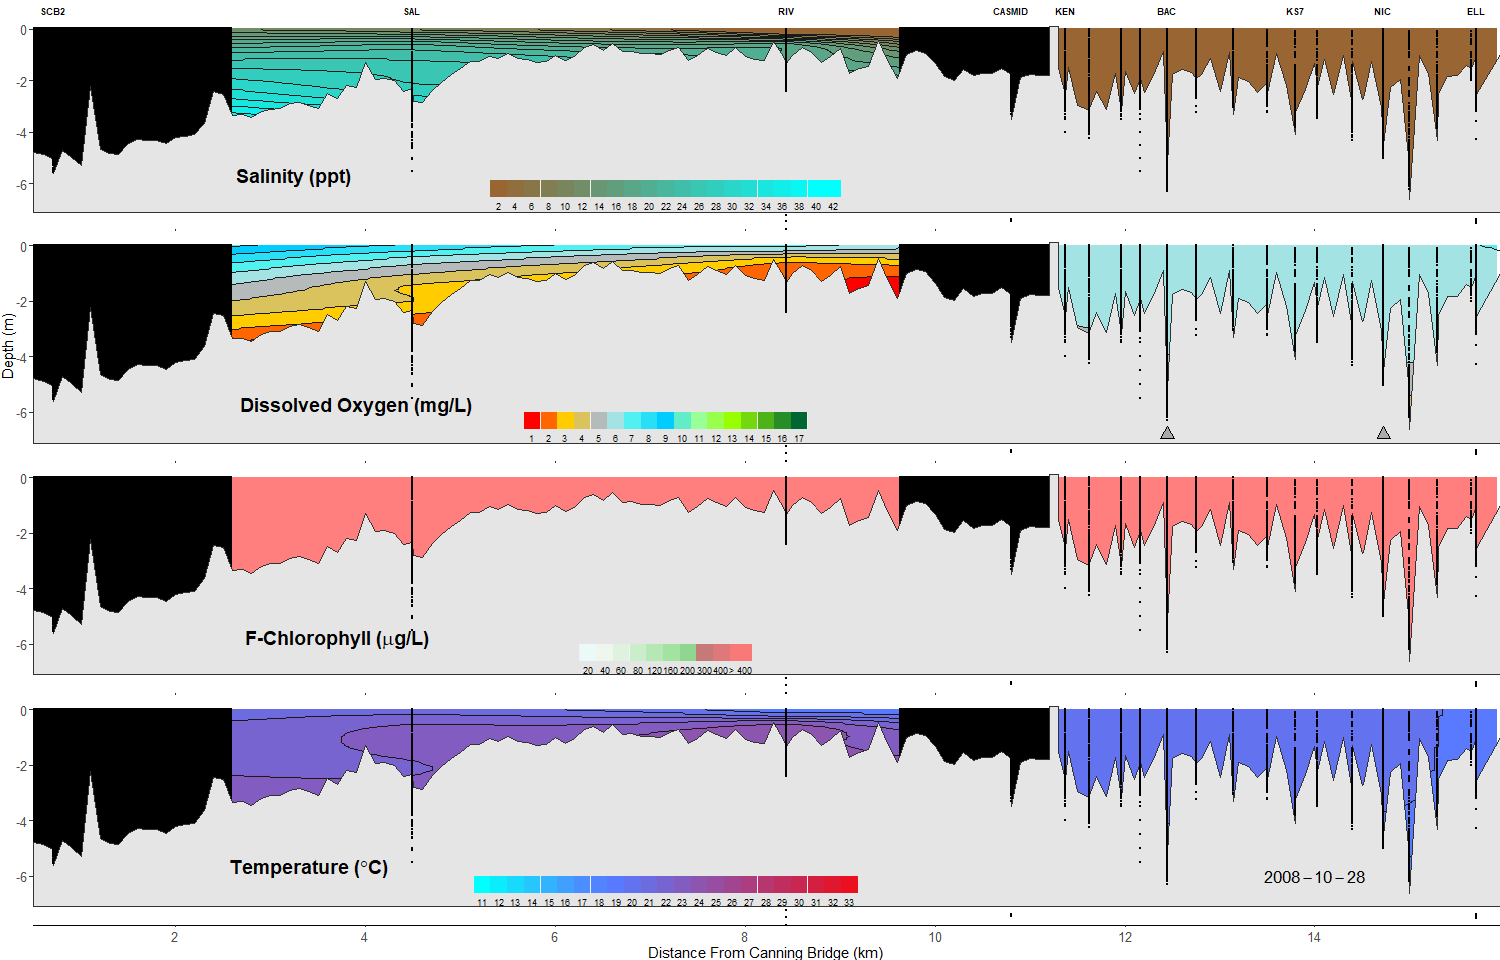 SCB2 SAL RIV CASMID KEN BAC KS7 NIC ELL
0
-2
-4
-6
Salinity (ppt)
2 4 6 8 10 12 14 16 18 20 22 24 26 28 30 32 34 36 38 40 42
0
-2
-4
-6
Depth (m)
Dissolved Oxygen (mg/L)
1 2 3 4 5 6 7 8 9 10 11 12 13 14 15 16 17
0
-2
-4
-6
F-Chlorophyll (μg/L)
20 40 60 80 120 160 200 300 400 > 400
0
-2
-4
-6
Temperature (°C)
2008-10-28
11 12 13 14 15 16 17 18 19 20 21 22 23 24 25 26 27 28 29 30 31 32 33
2 4 6 8 10 12 14
Distance From Canning Bridge (km)